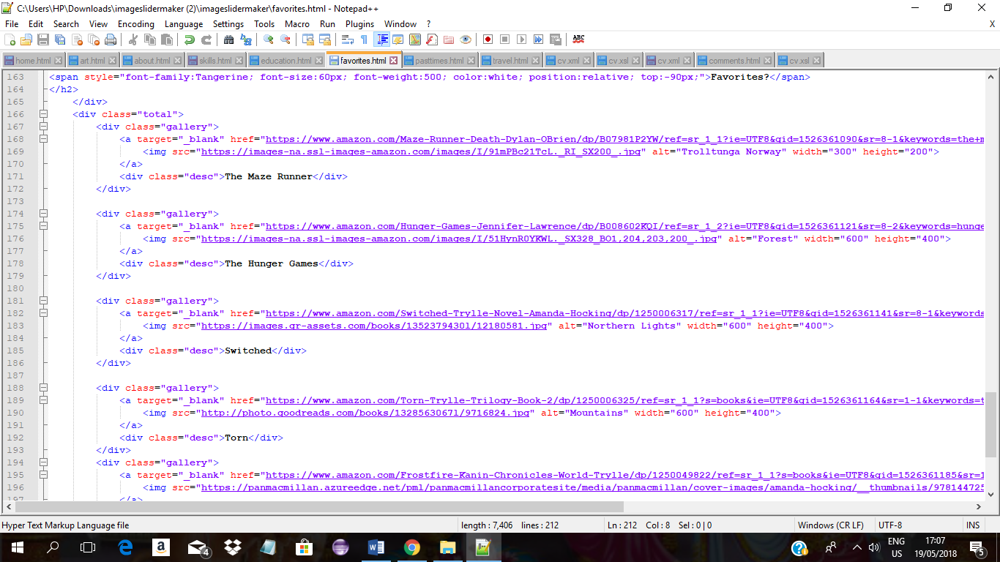 C:\Users\HP\Downloads\imageslidermaker (2)\imageslidermaker\favorites.html - Notepad++
File Edit Search View Encoding Language Settings Tools Macro Run Plugins Window ? X
home.html art.html about.html skills.html education.html favorites.html pasttimes.html travel.html cv.xml cv.xsl cv.xml comments.html cv.xsl
163 <span style="font-family:Tangerine; font-size:60px; font-weight:500; color:white; position:relative; top:-90px;">Favorites?</span>
164 </h2>
165 </div>
166 <div class="total">
167 <div class="gallery">
168 <a target="_blank" href="https://www.amazon.com/Maze-Runner-Death-Dylan-OBrien/dp/B07981P2YW/ref=sr_1_1?ie=UTF8&qid=1526361090&sr=8-1&keywords=the+m
169 <img src="https://images-na.ssl-images-amazon.com/images/I/91mPBc21TcL._RI_SX200_.jpg" alt="Trolltunga Norway" width="300" height="200">
170 </a>
171 <div class="desc">The Maze Runner</div>
172 </div>
173
174 <div class="gallery">
175 <a target="_blank" href="https://www.amazon.com/Hunger-Games-Jennifer-Lawrence/dp/B008602KQI/ref=sr_1_2?ie=UTF8&qid=1526361121&sr=8-2&keywords=hunge
176 <img src="https://images-na.ssl-images-amazon.com/images/I/51HynR0YKWL._SX328_BO1,204,203,200_.jpg" alt="Forest" width="600" height="400">
177 </a>
178 <div class="desc">The Hunger Games</div>
179 </div>
180
181 <div class="gallery">
182 <a target="_blank" href="https://www.amazon.com/Switched-Trylle-Novel-Amanda-Hocking/dp/1250006317/ref=sr_1_1?ie=UTF8&qid=1526361141&sr=8-1&keywords
183 <img src="https://images.gr-assets.com/books/1352379430l/12180581.jpg" alt="Northern Lights" width="600" height="400">
184 </a>
185 <div class="desc">Switched</div>
186 </div>
187
188 <div class="gallery">
189 <a target="_blank" href="https://www.amazon.com/Torn-Trylle-Trilogy-Book-2/dp/1250006325/ref=sr_1_1?s=books&ie=UTF8&qid=1526361164&sr=1-1&keywords=t
190 <img src="http://photo.goodreads.com/books/1328563067l/9716824.jpg" alt="Mountains" width="600" height="400">
191 </a>
192 <div class="desc">Torn</div>
193 </div>
194 <div class="gallery">
195 <a target="_blank" href="https://www.amazon.com/Frostfire-Kanin-Chronicles-World-Trylle/dp/1250049822/ref=sr_1_1?s=books&ie=UTF8&qid=1526361185&sr=1
196 <img src="https://panmacmillan.azureedge.net/pml/panmacmillancorporatesite/media/panmacmillan/cover-images/amanda-hocking/__thumbnails/978144725
197 </a>
Hyper Text Markup Language file length : 7,406 lines : 212 Ln : 212 Col : 8 Sel : 0 | 0 Windows (CR LF) UTF-8 INS
ENG 17:07
US 19/05/2018